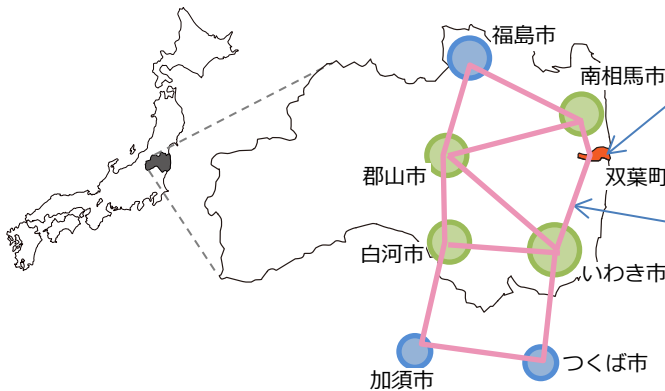 福島市
南相馬市
双葉町
郡山市
白河市
いわき市
加須市
つくば市